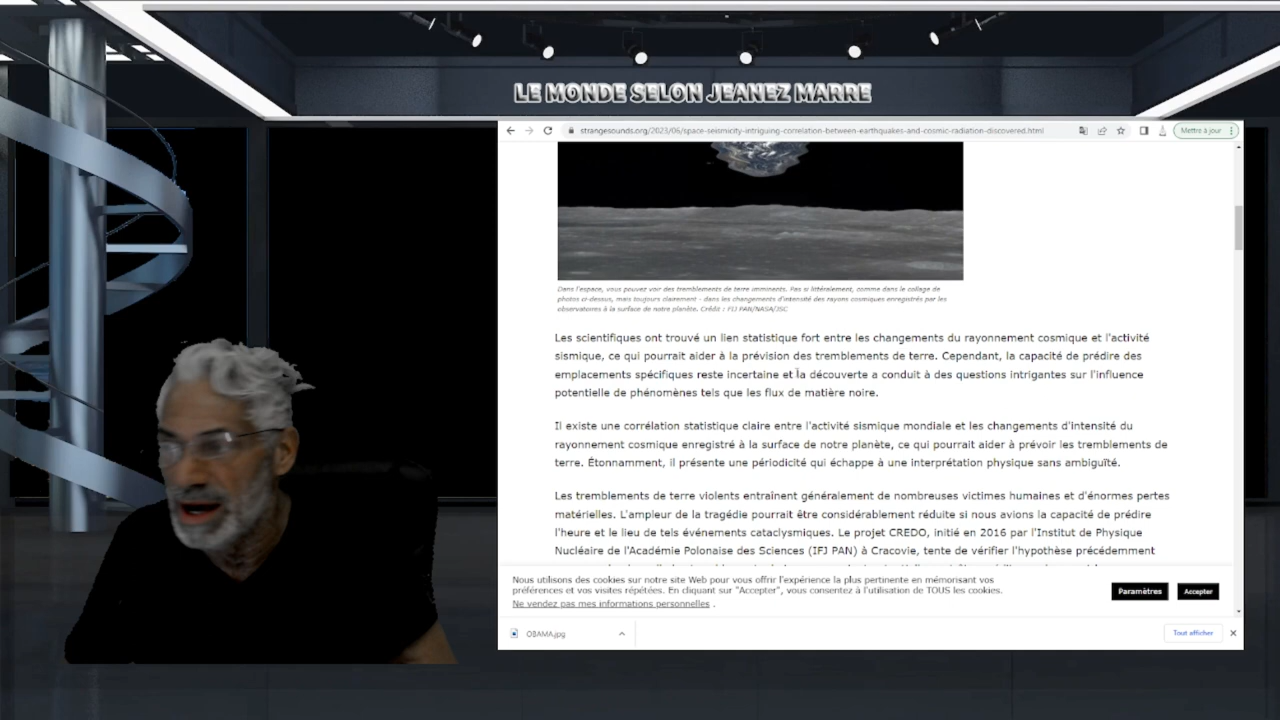 LE MONDE SELON JEANEZ MARRE
strangesounds.org/2023/06/space-seismicity-intriguing-correlation-between-earthquakes-and-cosmic-radiation-discovered.html
Mettre à jour
Dans l'espace, vous pouvez voir des tremblements de terre imminents. Pas si littéralement, comme dans le collage de
photos ci-dessus, mais toujours clairement - dans les changements d'intensité des rayons cosmiques enregistrés par les
observatoires à la surface de notre planète. Crédit : FIJ PAN/NASA/JSC
Les scientifiques ont trouvé un lien statistique fort entre les changements du rayonnement cosmique et l'activité
sismique, ce qui pourrait aider à la prévision des tremblements de terre. Cependant, la capacité de prédire des
emplacements spécifiques reste incertaine et la découverte a conduit à des questions intrigantes sur l'influence
potentielle de phénomènes tels que les flux de matière noire.
Il existe une corrélation statistique claire entre l'activité sismique mondiale et les changements d'intensité du
rayonnement cosmique enregistré à la surface de notre planète, ce qui pourrait aider à prévoir les tremblements de
terre. Étonnamment, il présente une périodicité qui échappe à une interprétation physique sans ambiguïté.
Les tremblements de terre violents entraînent généralement de nombreuses victimes humaines et d'énormes pertes
matérielles. L'ampleur de la tragédie pourrait être considérablement réduite si nous avions la capacité de prédire
l'heure et le lieu de tels événements cataclysmiques. Le projet CREDO, initié en 2016 par l'Institut de Physique
Nucléaire de l'Académie Polonaise des Sciences (IFJ PAN) à Cracovie, tente de vérifier l'hypothèse précédemment
Nous utilisons des cookies sur notre site Web pour vous offrir l'expérience la plus pertinente en mémorisant vos
préférences et vos visites répétées. En cliquant sur "Accepter", vous consentez à l'utilisation de TOUS les cookies.
Ne vendez pas mes informations personnelles .
Paramètres
Accepter
OBAMA.jpg
Tout afficher